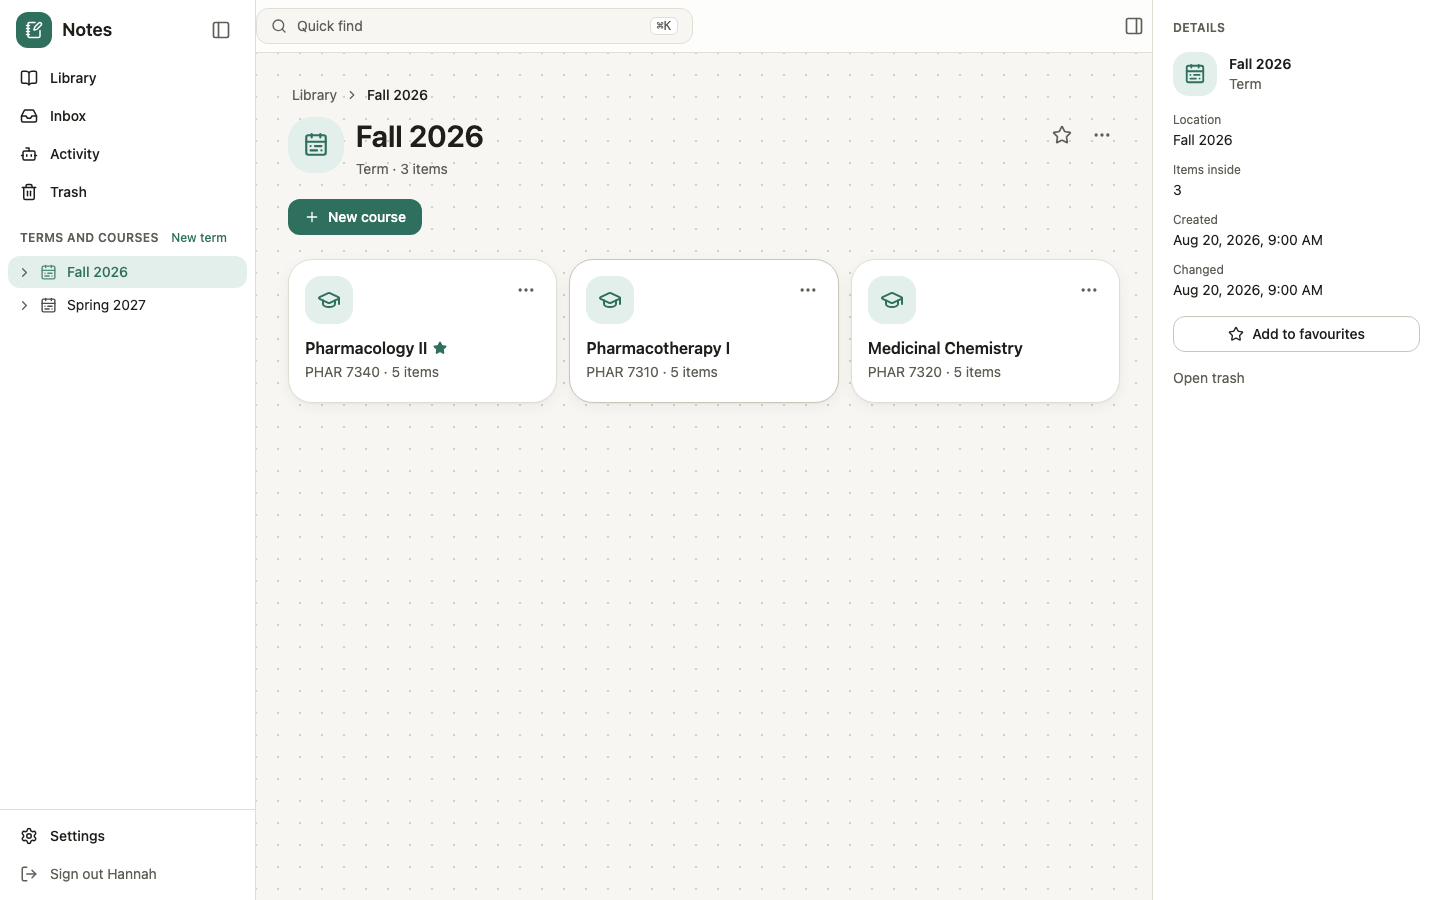 Notes
Library
Inbox
Activity
Trash
TERMS AND COURSES New term
Fall 2026
Spring 2027
Settings
Sign out Hannah
Quick find ⌘K
Library > Fall 2026
Fall 2026
Term · 3 items
+ New course
Pharmacology II
PHAR 7340 · 5 items
Pharmacotherapy I
PHAR 7310 · 5 items
Medicinal Chemistry
PHAR 7320 · 5 items
DETAILS
Fall 2026
Term
Location
Fall 2026
Items inside
3
Created
Aug 20, 2026, 9:00 AM
Changed
Aug 20, 2026, 9:00 AM
Add to favourites
Open trash